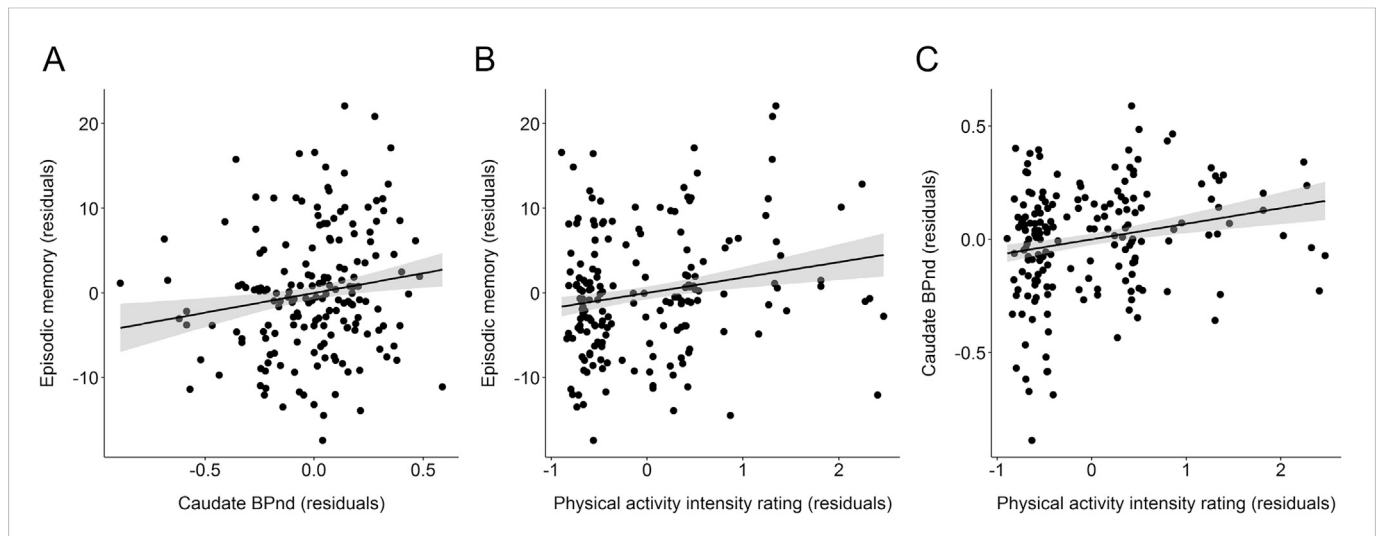 A
B
C
Episodic memory (residuals)
20
10
0
-10
-0.5
0.0
0.5
Caudate BPnd (residuals)
Episodic memory (residuals)
20
10
0
-10
-1
0
1
2
Physical activity intensity rating (residuals)
Caudate BPnd (residuals)
0.5
0.0
-0.5
-1
0
1
2
Physical activity intensity rating (residuals)